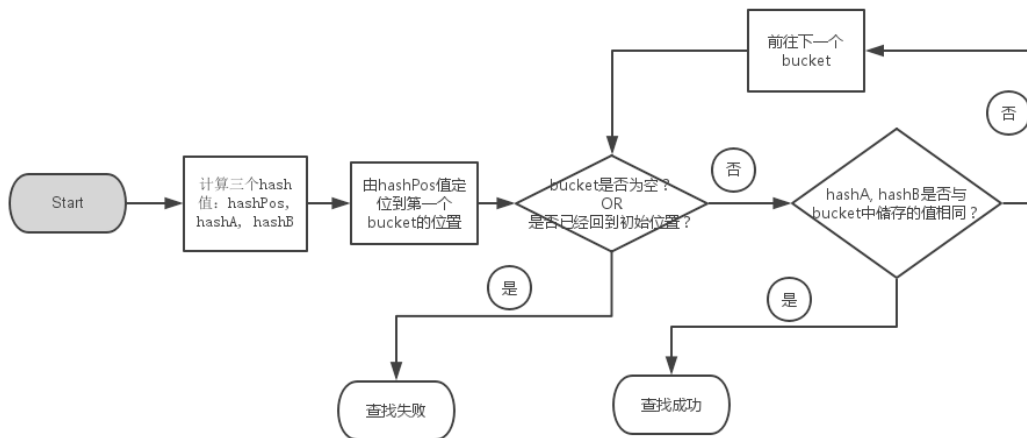 前往下一个
bucket
否
否
Start
计算三个hash
值：hashPos,
hashA, hashB
由hashPos值定
位到第一个
bucket的位置
bucket是否为空？
OR
是否已经回到初始位置？
hashA, hashB是否与
bucket中储存的值相同？
是
是
查找失败
查找成功